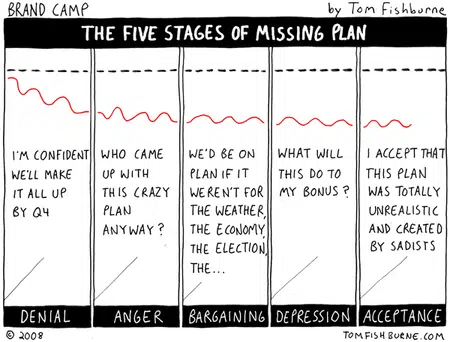 BRAND CAMP
by Tom Fishburne
THE FIVE STAGES OF MISSING PLAN
I'M CONFIDENT
WE'LL MAKE
IT ALL UP
BY Q4
WHO CAME
UP WITH
THIS CRAZY
PLAN
ANYWAY?
WE'D BE ON
PLAN IF IT
WEREN'T FOR
THE WEATHER,
THE ECONOMY,
THE ELECTION,
THE...
WHAT WILL
THIS DO TO
MY BONUS?
I ACCEPT THAT
THIS PLAN
WAS TOTALLY
UNREALISTIC
AND CREATED
BY SADISTS
DENIAL
ANGER
BARGAINING
DEPRESSION
ACCEPTANCE
© 2008
TOMFISHBURNE.COM